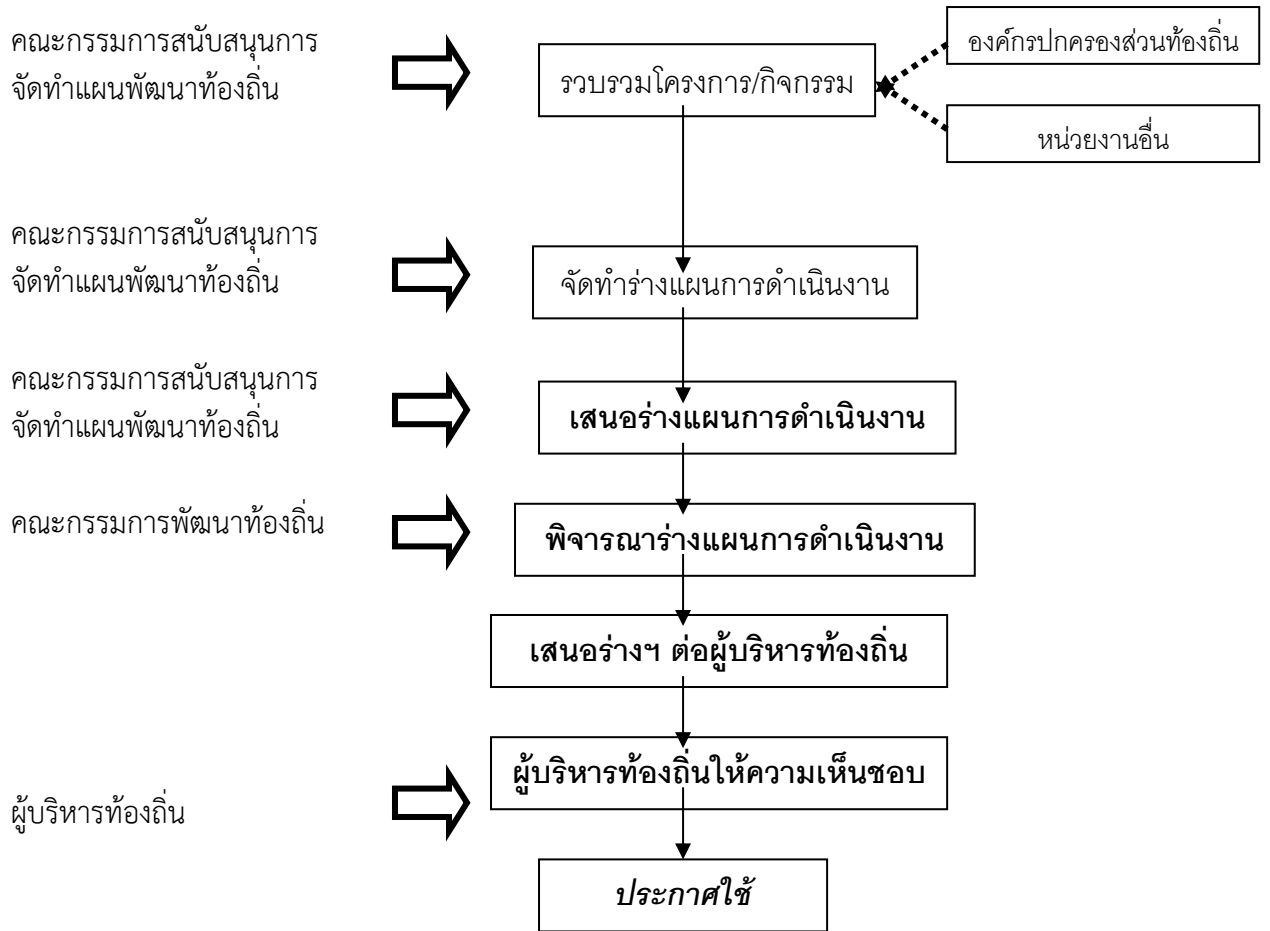 คณะกรรมการสนับสนุนการ
จัดทำแผนพัฒนาท้องถิ่น
รวบรวมโครงการ/กิจกรรม
องค์กรปกครองส่วนท้องถิ่น
หน่วยงานอื่น
คณะกรรมการสนับสนุนการ
จัดทำแผนพัฒนาท้องถิ่น
จัดทำร่างแผนการดำเนินงาน
คณะกรรมการสนับสนุนการ
จัดทำแผนพัฒนาท้องถิ่น
เสนอร่างแผนการดำเนินงาน
คณะกรรมการพัฒนาท้องถิ่น
พิจารณาร่างแผนการดำเนินงาน
เสนอร่างฯ ต่อผู้บริหารท้องถิ่น
ผู้บริหารท้องถิ่นให้ความเห็นชอบ
ผู้บริหารท้องถิ่น
ประกาศใช้